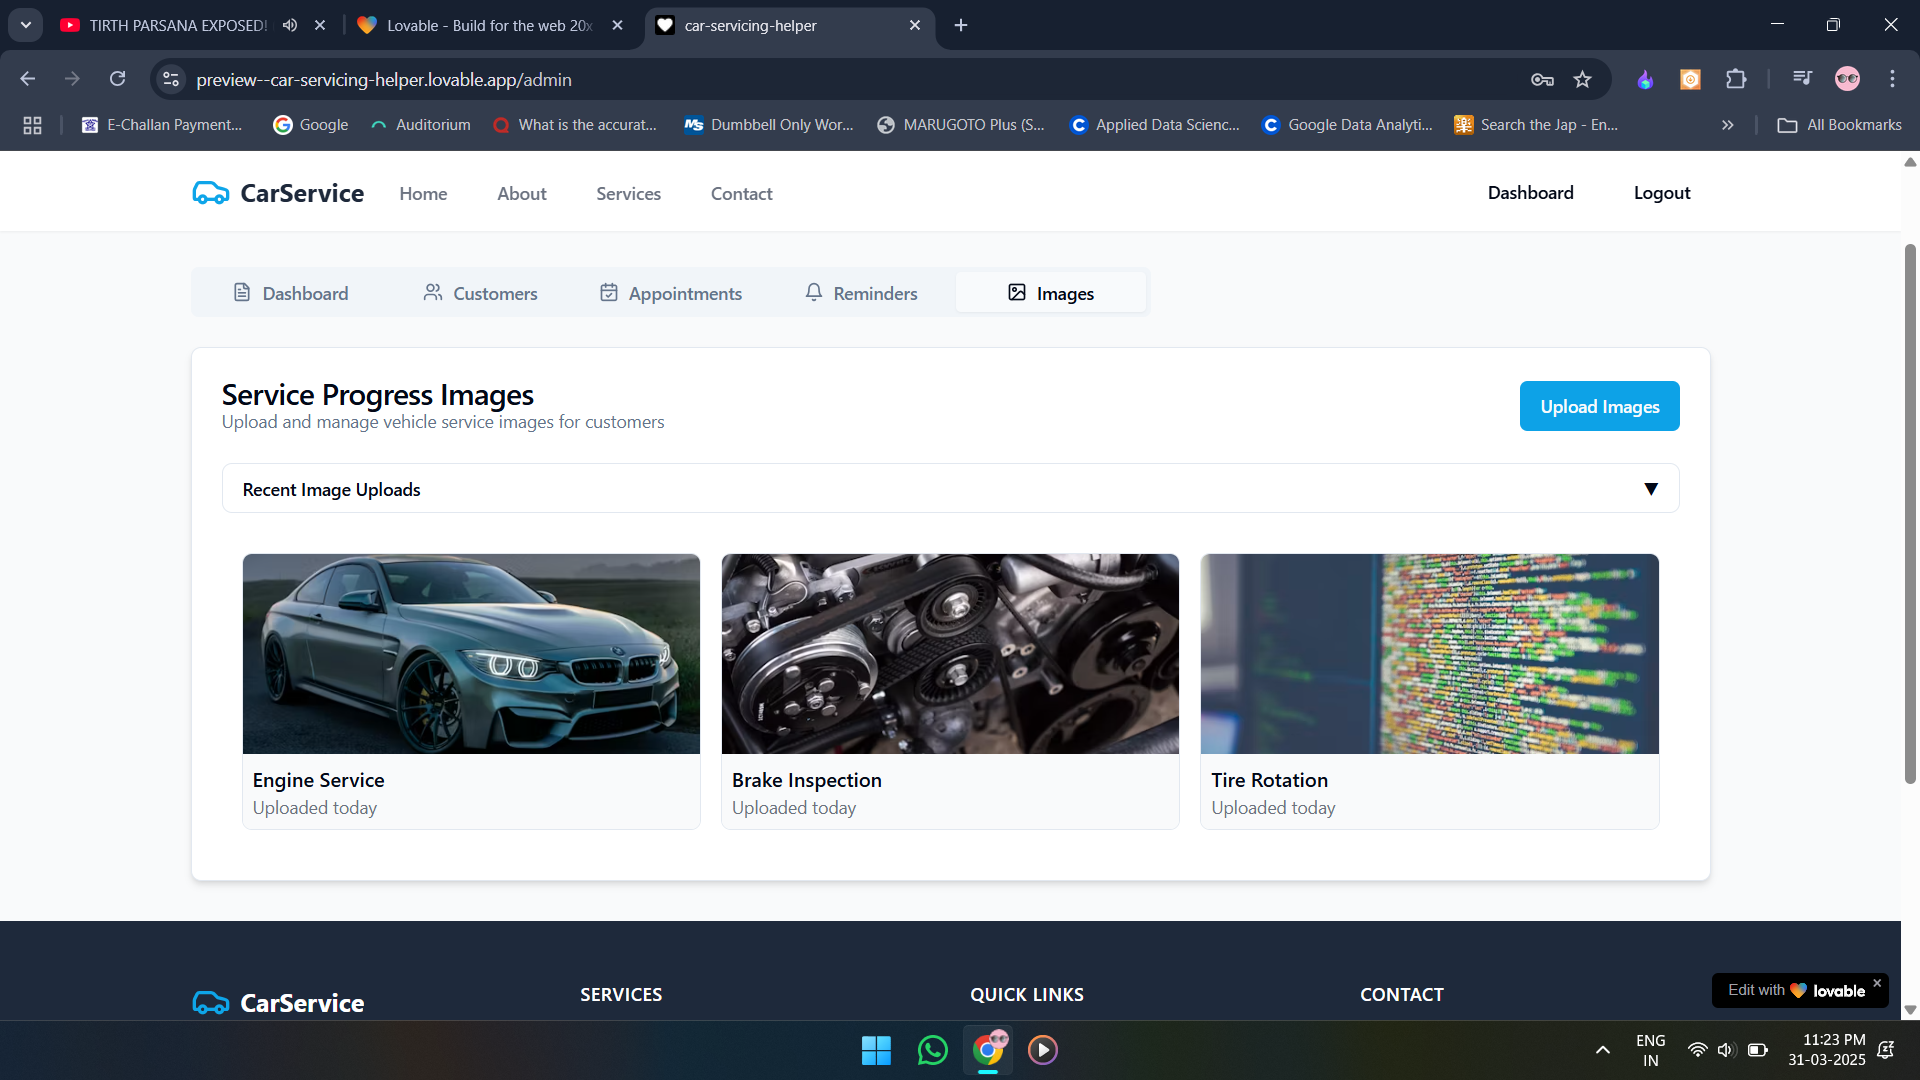 TIRTH PARSANA EXPOSED!
Lovable - Build for the web 20x
car-servicing-helper
preview--car-servicing-helper.lovable.app/admin
E-Challan Payment...
Google
Auditorium
What is the accurat...
Dumbbell Only Wor...
MARUGOTO Plus (S...
Applied Data Scienc...
Google Data Analyti...
Search the Jap - En...
All Bookmarks
CarService
Home
About
Services
Contact
Dashboard
Logout
Dashboard
Customers
Appointments
Reminders
Images
Service Progress Images
Upload and manage vehicle service images for customers
Upload Images
Recent Image Uploads
Engine Service
Uploaded today
Brake Inspection
Uploaded today
Tire Rotation
Uploaded today
CarService
SERVICES
QUICK LINKS
CONTACT
Edit with lovable
ENG
IN
11:23 PM
31-03-2025